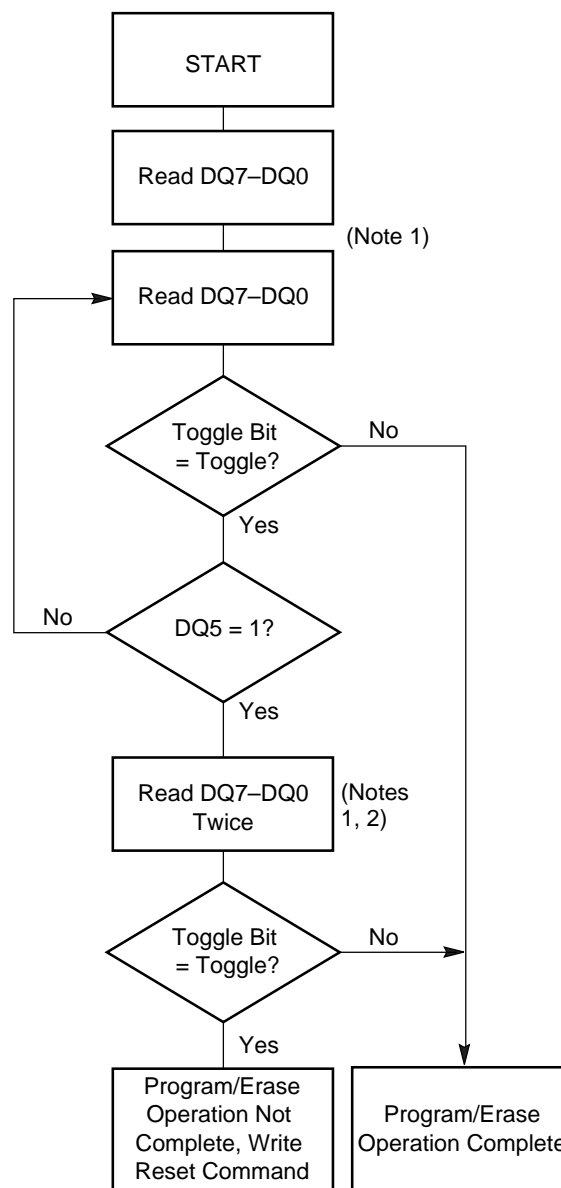 START
Read DQ7–DQ0
(Note 1)
Read DQ7–DQ0
Toggle Bit
= Toggle?
No
Yes
No
DQ5 = 1?
Yes
Read DQ7–DQ0
Twice
(Notes
1, 2)
Toggle Bit
= Toggle?
No
Yes
Program/Erase
Operation Not
Complete, Write
Reset Command
Program/Erase
Operation Complete